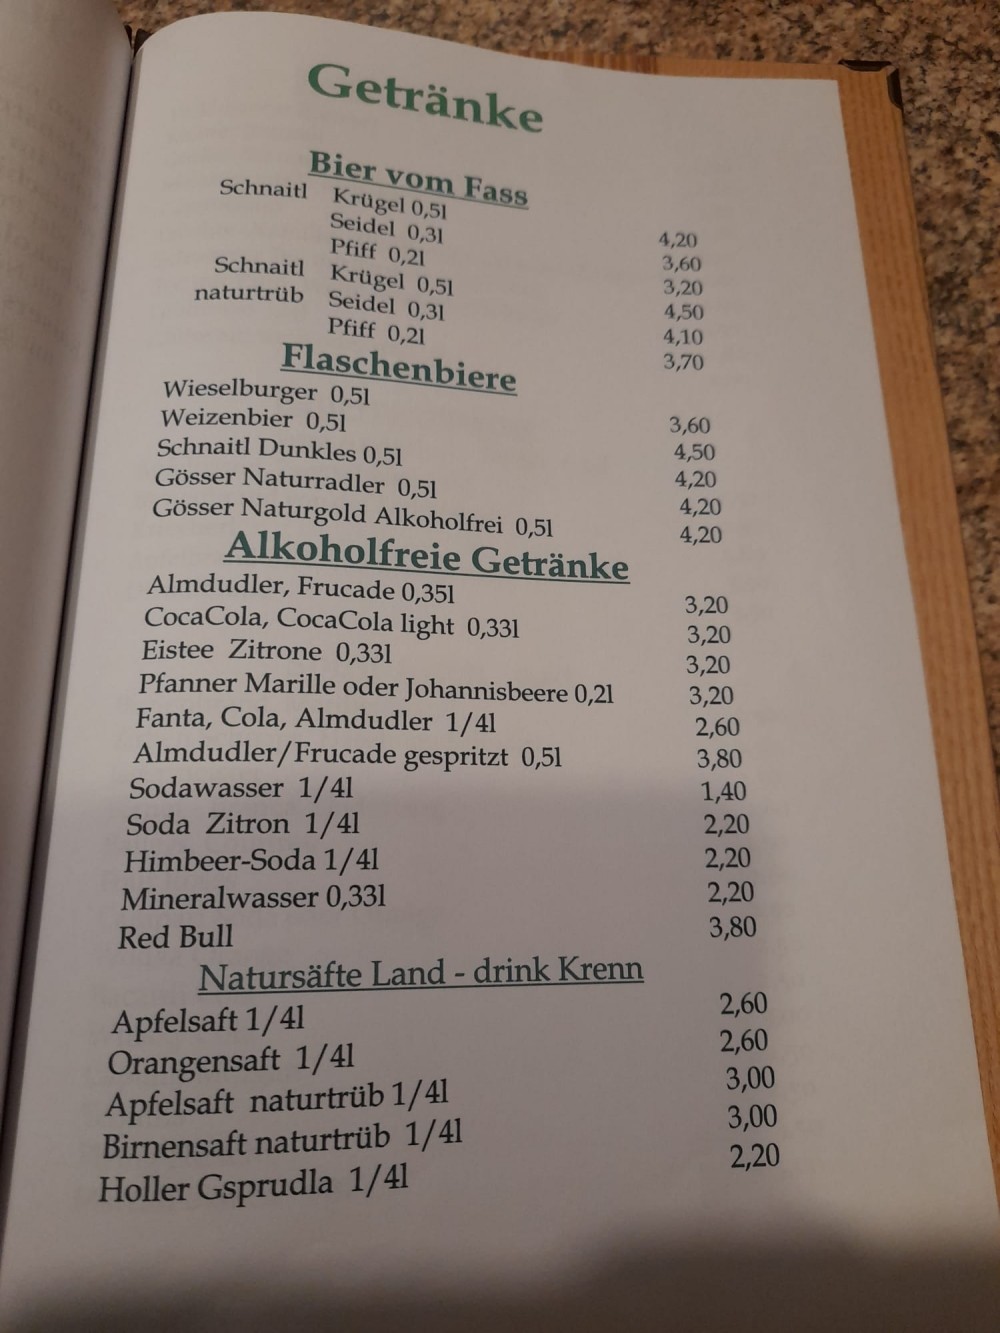 Getränke
Bier vom Fass
Schnaitl Krügel 0,5l 4,20
Seidel 0,3l 3,60
Pfiff 0,2l 3,20
Schnaitl Krügel 0,5l 4,50
naturtrüb Seidel 0,3l 4,10
Pfiff 0,2l 3,70
Flaschenbiere
Wieselburger 0,5l 3,60
Weizenbier 0,5l 4,50
Schnaitl Dunkles 0,5l 4,20
Gösser Naturradler 0,5l 4,20
Gösser Naturgold Alkoholfrei 0,5l 4,20
Alkoholfreie Getränke
Almdudler, Frucade 0,35l 3,20
CocaCola, CocaCola light 0,33l 3,20
Eistee Zitrone 0,33l 3,20
Pfanner Marille oder Johannisbeere 0,2l 3,20
Fanta, Cola, Almdudler 1/4l 2,60
Almdudler/Frucade gespritzt 0,5l 3,80
Sodawasser 1/4l 1,40
Soda Zitron 1/4l 2,20
Himbeer-Soda 1/4l 2,20
Mineralwasser 0,33l 2,20
Red Bull 3,80
Natursäfte Land - drink Krenn
Apfelsaft 1/4l 2,60
Orangensaft 1/4l 2,60
Apfelsaft naturtrüb 1/4l 3,00
Birnensaft naturtrüb 1/4l 3,00
Holler Gsprudla 1/4l 2,20